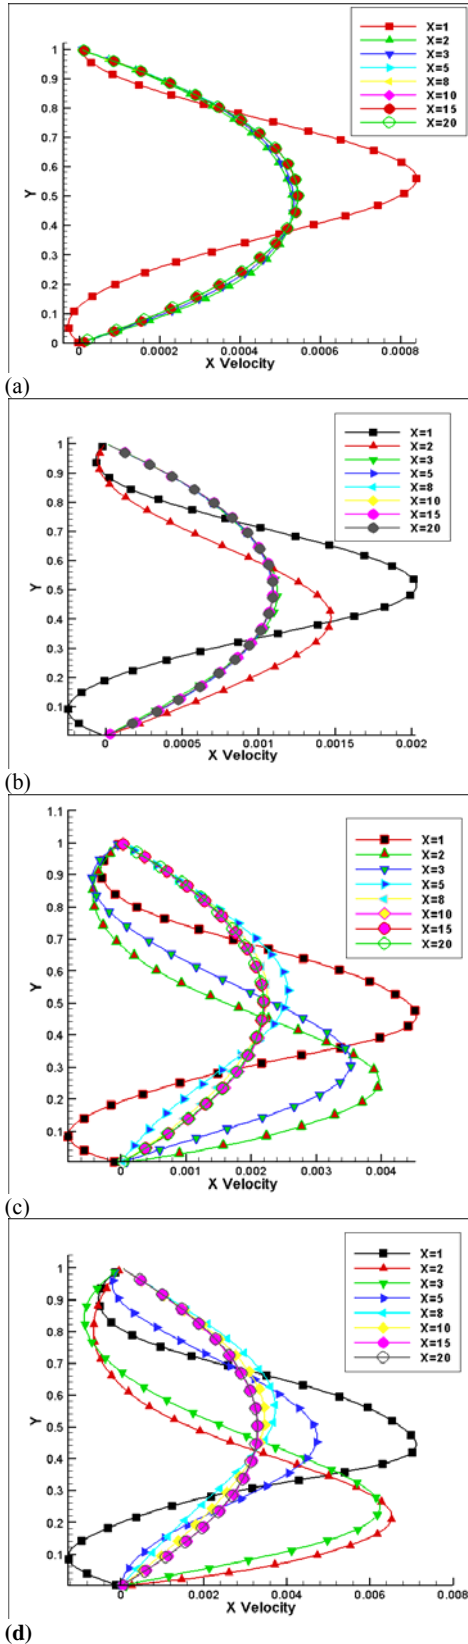 X=1
X=2
X=3
X=5
X=8
X=10
X=15
X=20
1
0.9
0.8
0.7
0.6
0.5
0.4
0.3
0.2
0.1
0
Y
0 0.0002 0.0004 0.0006 0.0008
X Velocity
(a)
X=1
X=2
X=3
X=5
X=8
X=10
X=15
X=20
1
0.9
0.8
0.7
0.6
0.5
0.4
0.3
0.2
0.1
Y
0 0.0005 0.001 0.0015 0.002
X Velocity
(b)
X=1
X=2
X=3
X=5
X=8
X=10
X=15
X=20
1.1
1
0.9
0.8
0.7
0.6
0.5
0.4
0.3
0.2
0.1
Y
0 0.001 0.002 0.003 0.004
X Velocity
(c)
X=1
X=2
X=3
X=5
X=8
X=10
X=15
X=20
1
0.9
0.8
0.7
0.6
0.5
0.4
0.3
0.2
0.1
Y
0 0.002 0.004 0.006 0.008
X Velocity
(d)